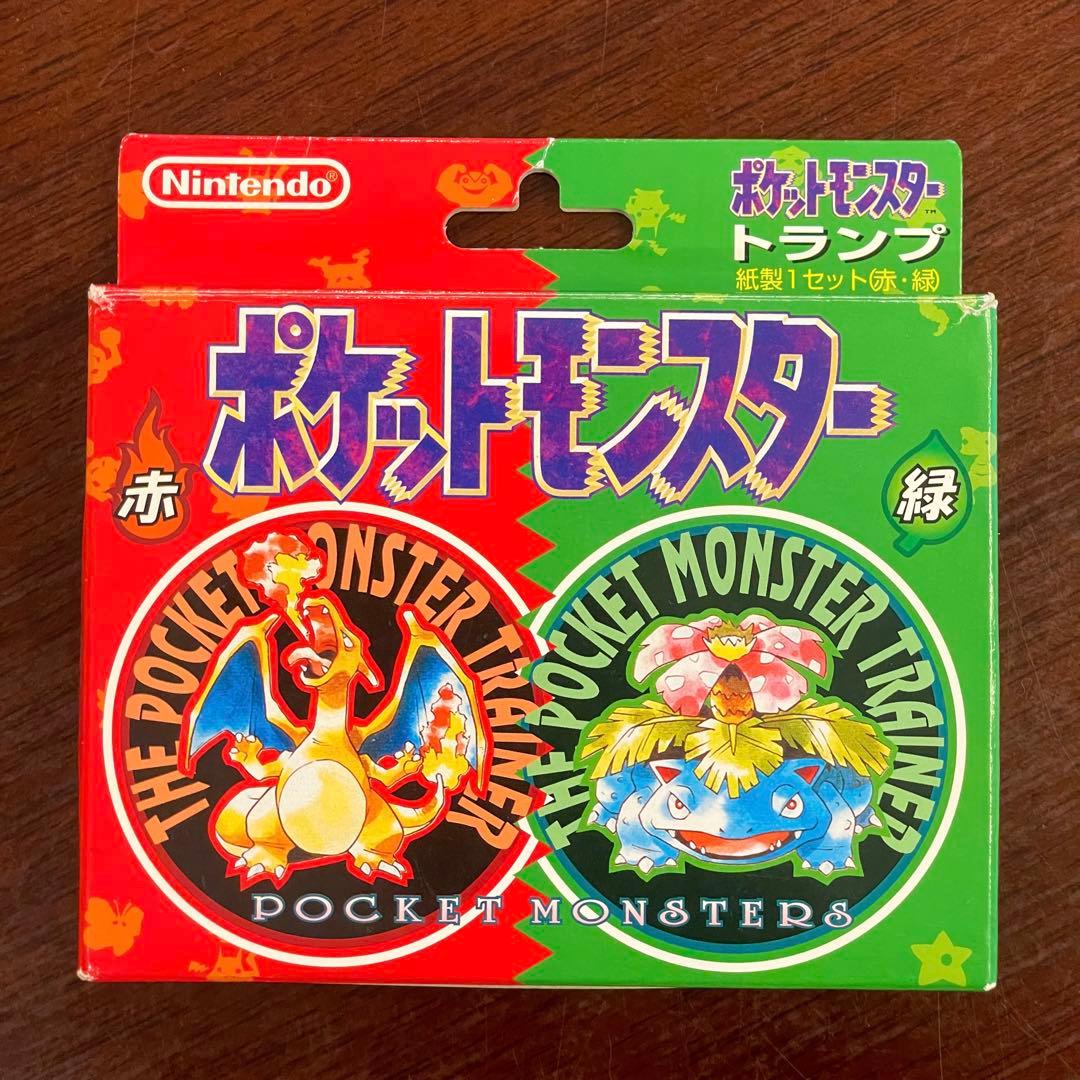 Nintendo®
ポケットモンスター™
トランプ
紙製1セット(赤・緑)
ポケットモンスター
赤
緑
THE POCKET MONSTER TRAINER
THE POCKET MONSTER TRAINER
POCKET MONSTERS